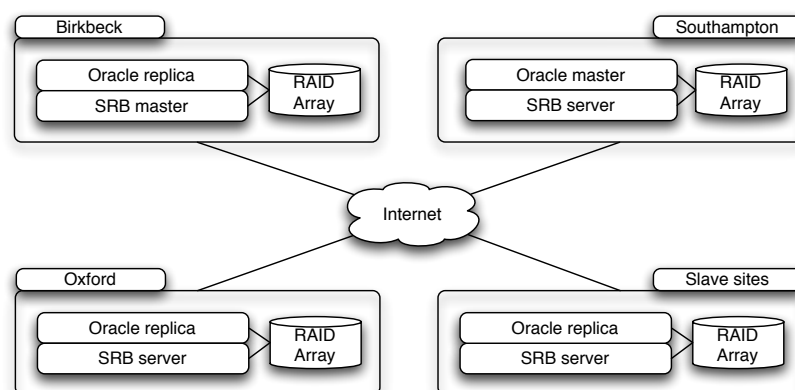 Birkbeck
Oracle replica
SRB master
RAID
Array
Southampton
Oracle master
SRB server
RAID
Array
Internet
Oxford
Oracle replica
SRB server
RAID
Array
Slave sites
Oracle replica
SRB server
RAID
Array